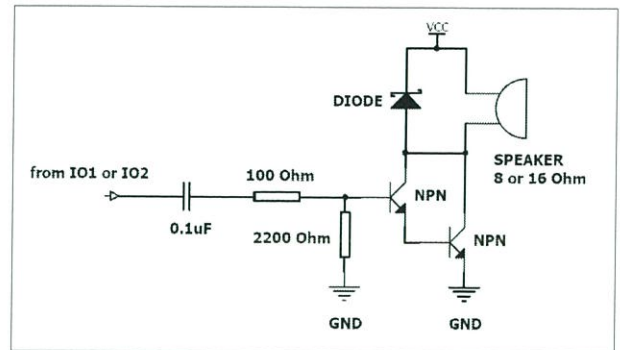 VCC
DIODE
SPEAKER
8 or 16 Ohm
from IO1 or IO2
100 Ohm
NPN
0.1uF
2200 Ohm
NPN
GND
GND